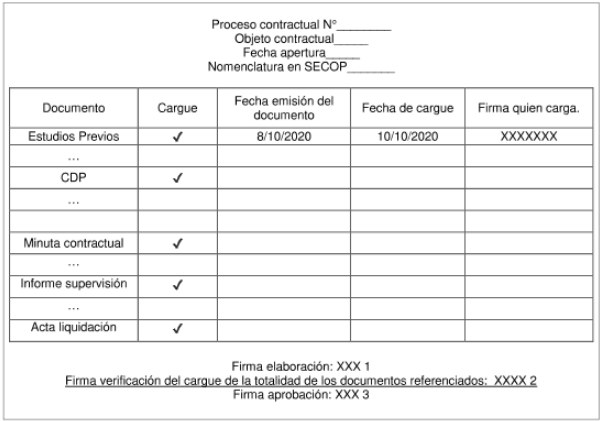 Proceso contractual N°________
Objeto contractual_____
Fecha apertura_____
Nomenclatura en SECOP_______
Documento Cargue Fecha emisión del documento Fecha de cargue Firma quien carga.
Estudios Previos ✓ 8/10/2020 10/10/2020 XXXXXXX
…
CDP ✓
…
Minuta contractual ✓
…
Informe supervisión ✓
…
Acta liquidación ✓
Firma elaboración: XXX 1
Firma verificación del cargue de la totalidad de los documentos referenciados: XXXX 2
Firma aprobación: XXX 3